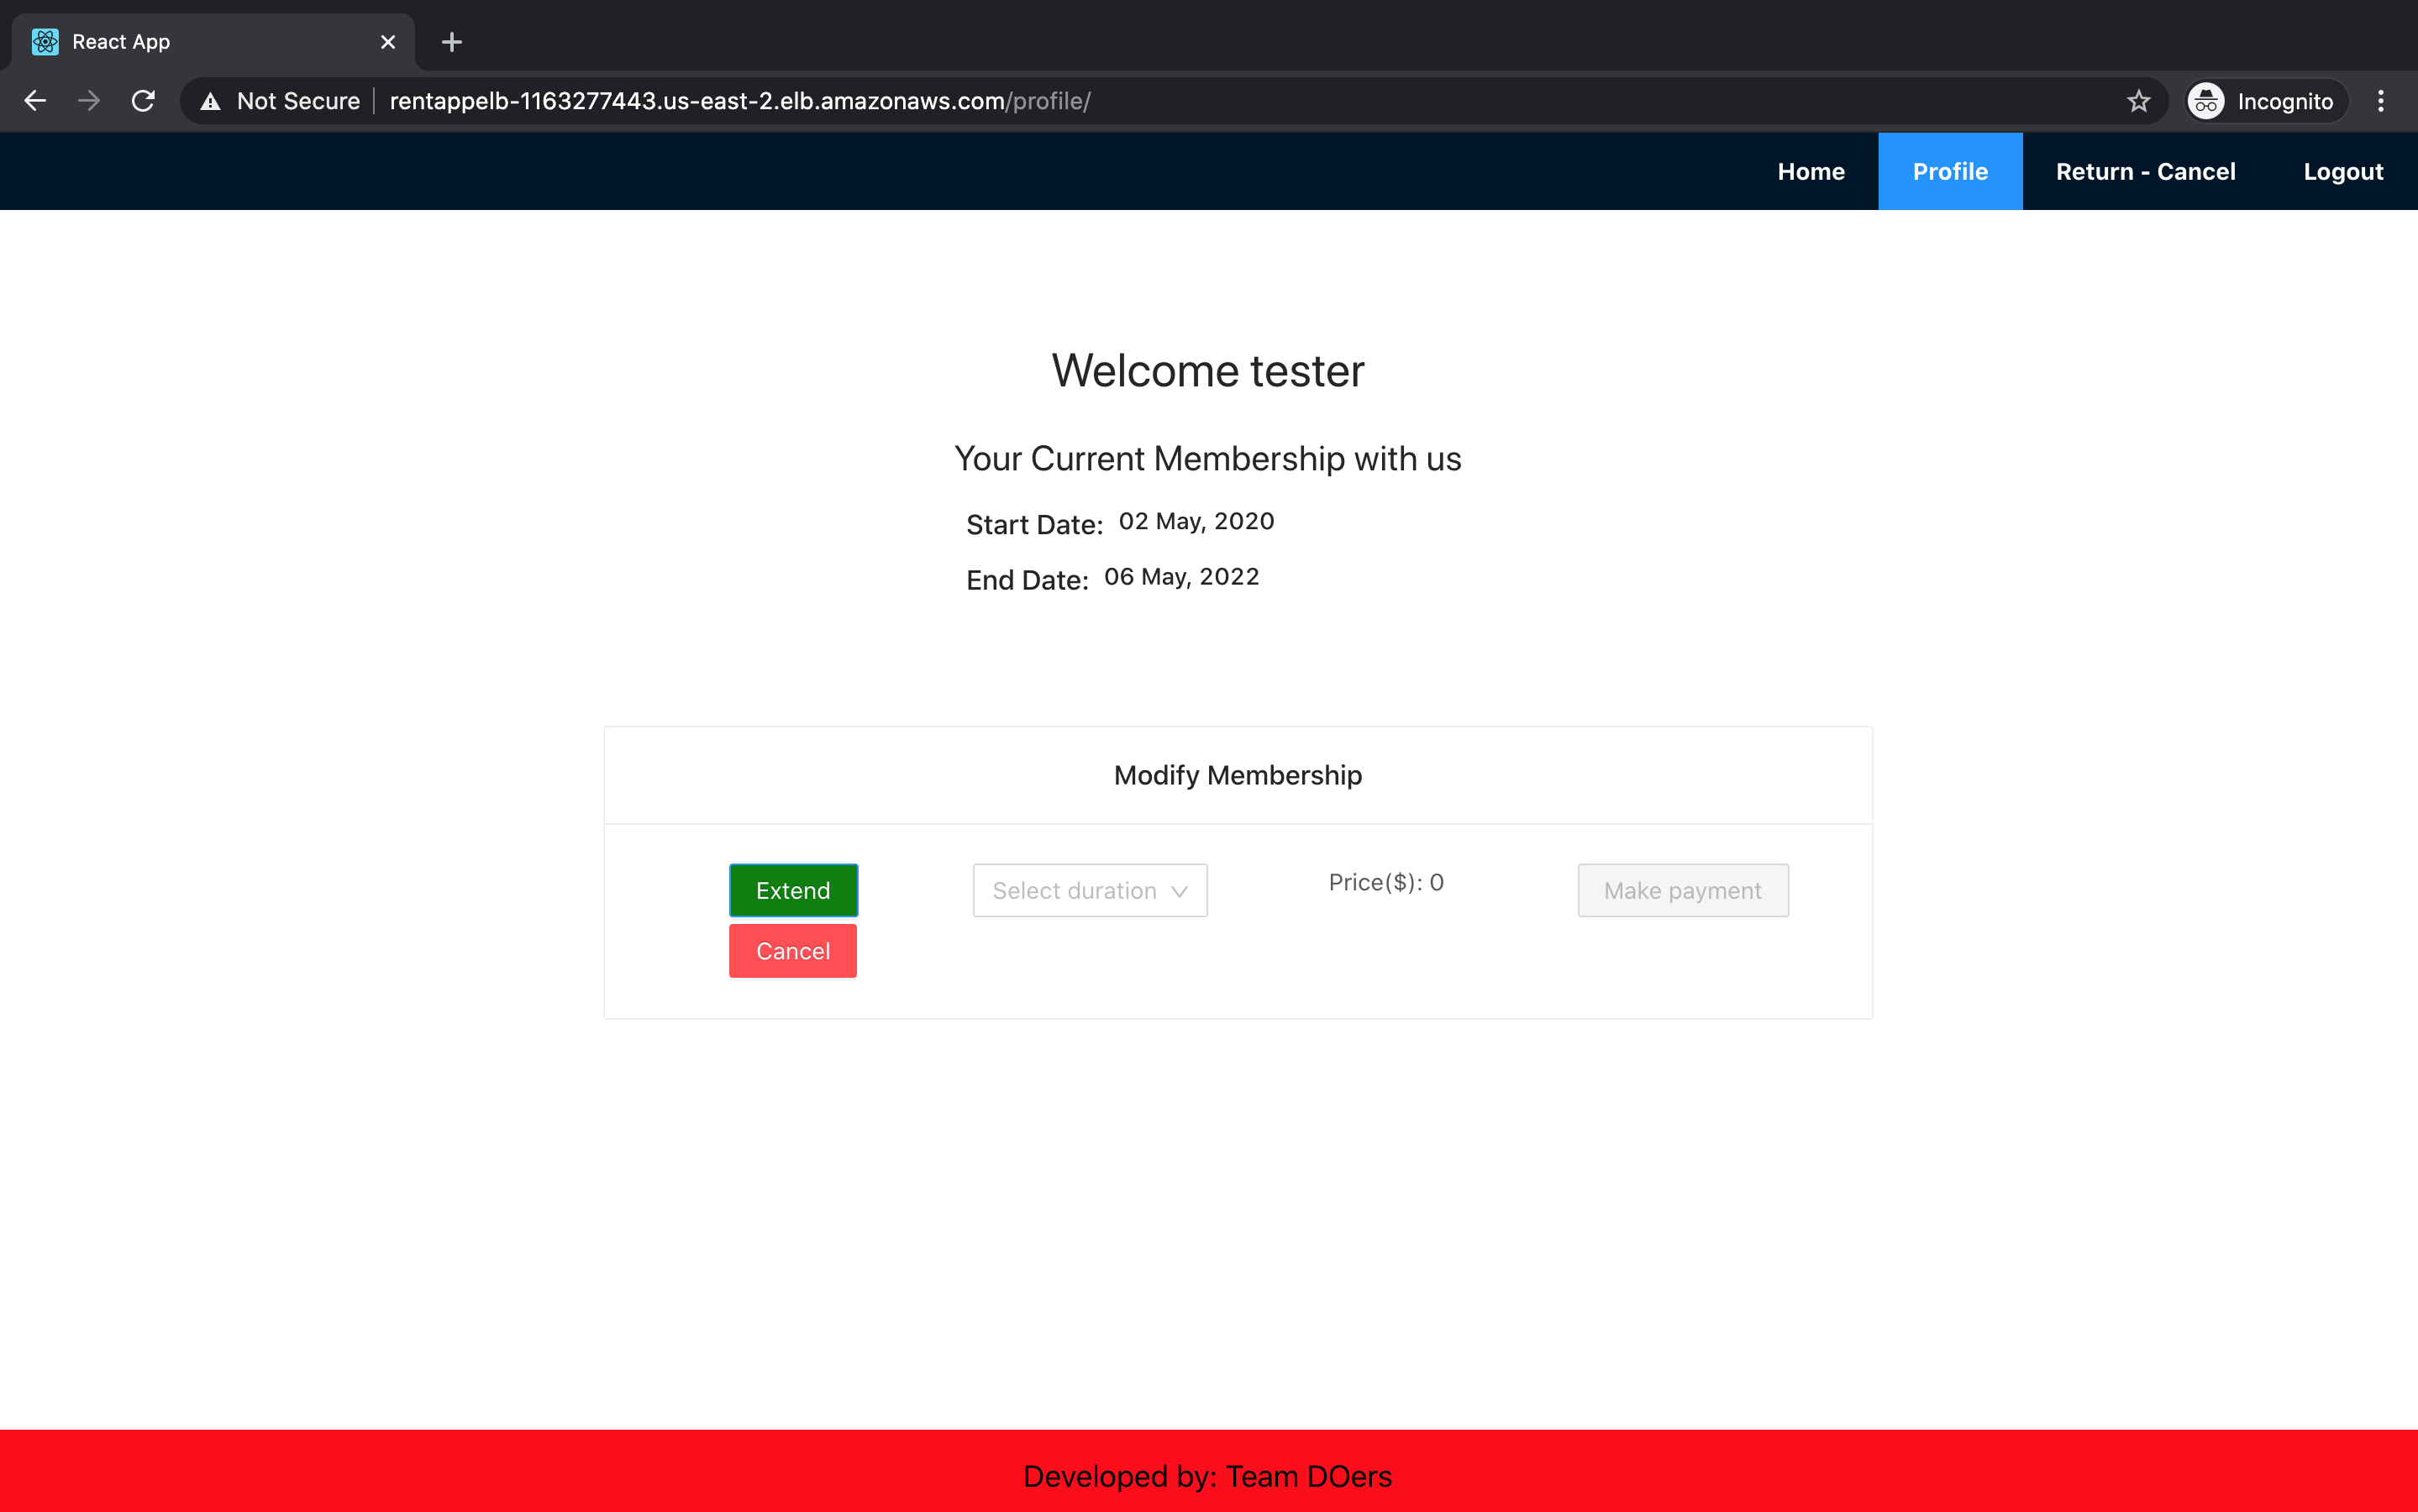 React App
Not Secure rentappelb-1163277443.us-east-2.elb.amazonaws.com/profile/ Incognito
Home Profile Return - Cancel Logout
Welcome tester
Your Current Membership with us
Start Date: 02 May, 2020
End Date: 06 May, 2022
Modify Membership
Extend Select duration Price($): 0 Make payment
Cancel
Developed by: Team DOers